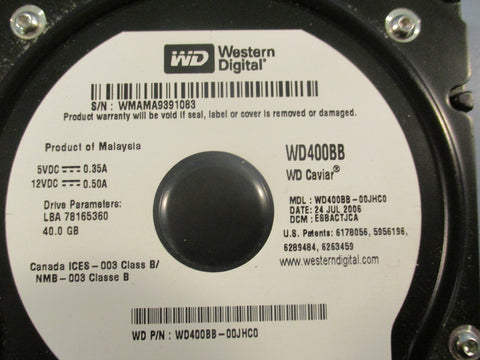 WD Western
Digital®
S/N: WMAMA9391083
Product warranty will be void if seal, label or cover is removed or damaged.
Product of Malaysia
5VDC 0.35A
12VDC 0.50A
Drive Parameters:
LBA 78165360
40.0 GB
Canada ICES-003 Class B/
NMB-003 Classe B
WD400BB
WD Caviar®
MDL: WD400BB-00JHC0
DATE: 24 JUL 2006
DCM: ESBACTJCA
U.S. Patents: 6178056, 5956196,
6289484, 6263459
www.westerndigital.com
WD P/N: WD400BB-00JHC0